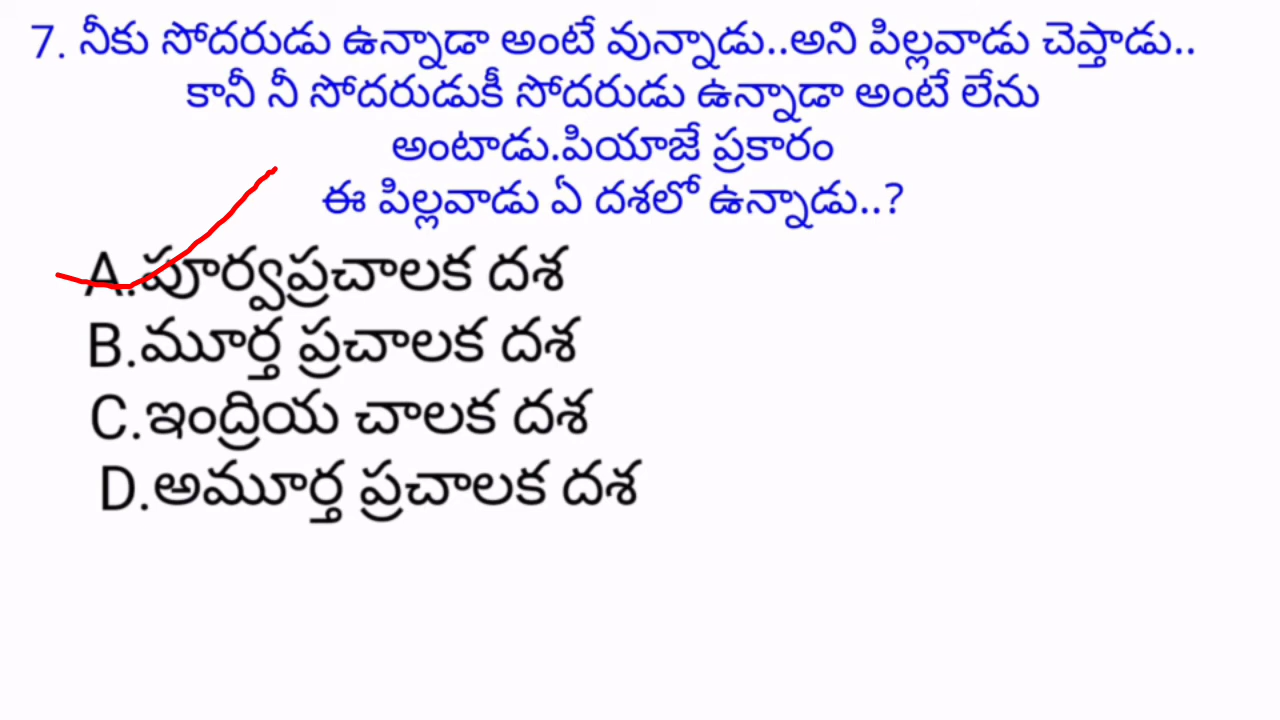 7. నీకు సోదరుడు ఉన్నాడా అంటే వున్నాడు..అని పిల్లవాడు చెప్తాడు..
కానీ నీ సోదరుడుకీ సోదరుడు ఉన్నాడా అంటే లేను
అంటాడు.పియాజే ప్రకారం
ఈ పిల్లవాడు ఏ దశలో ఉన్నాడు..?
A.పూర్వప్రచాలక దశ
B.మూర్త ప్రచాలక దశ
C.ఇంద్రియ చాలక దశ
D.అమూర్త ప్రచాలక దశ